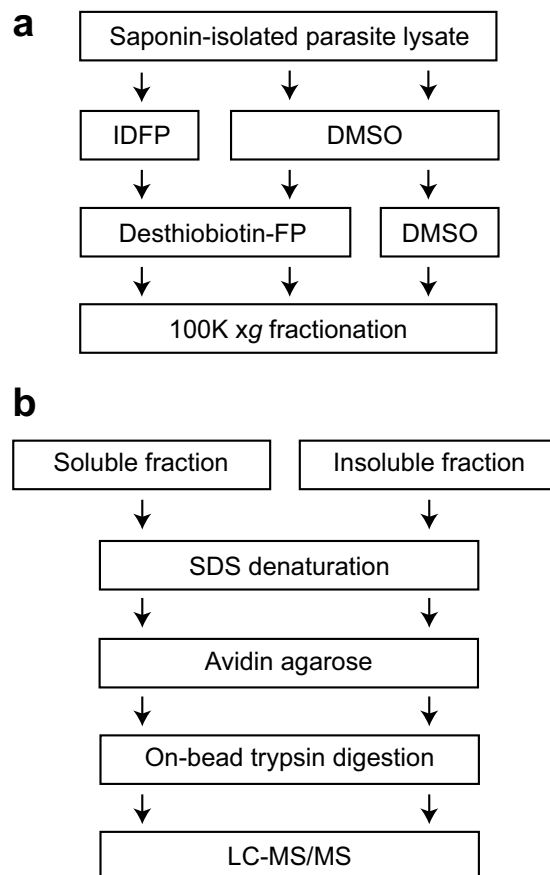 a
Saponin-isolated parasite lysate
IDFP
DMSO
Desthiobiotin-FP
DMSO
100K xg fractionation
b
Soluble fraction
Insoluble fraction
SDS denaturation
Avidin agarose
On-bead trypsin digestion
LC-MS/MS